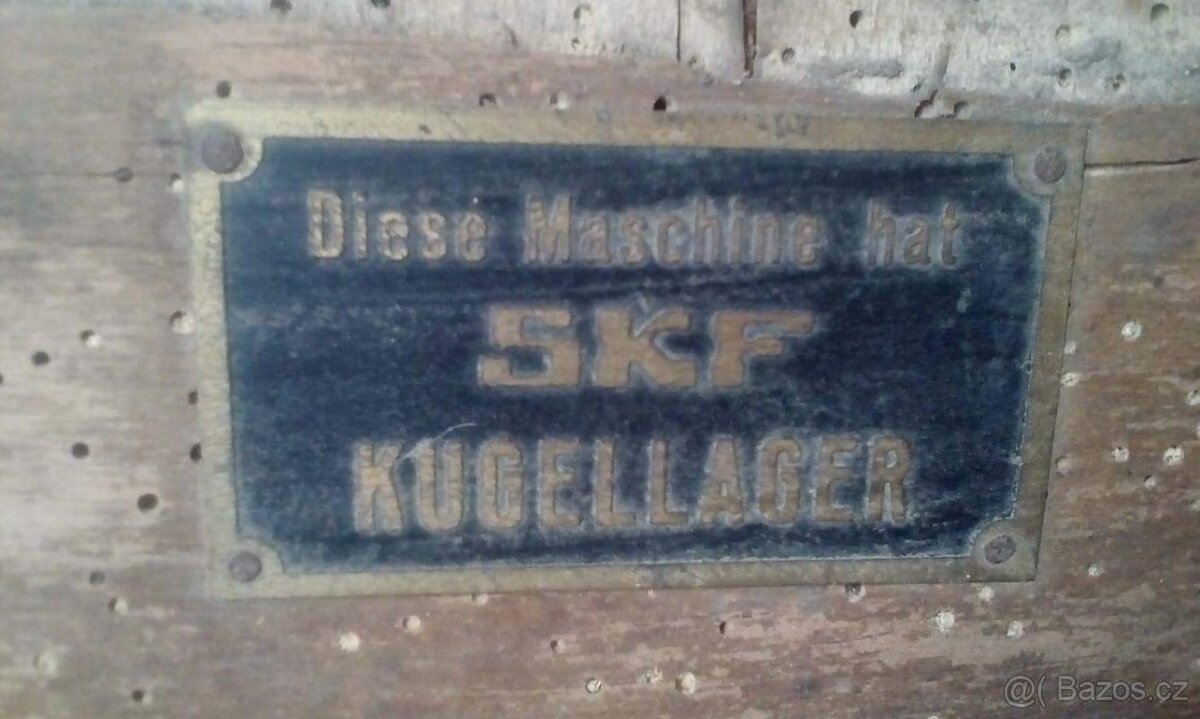 Diese Maschine hat
SKF
KUGELLAGER
@( Bazos.cz